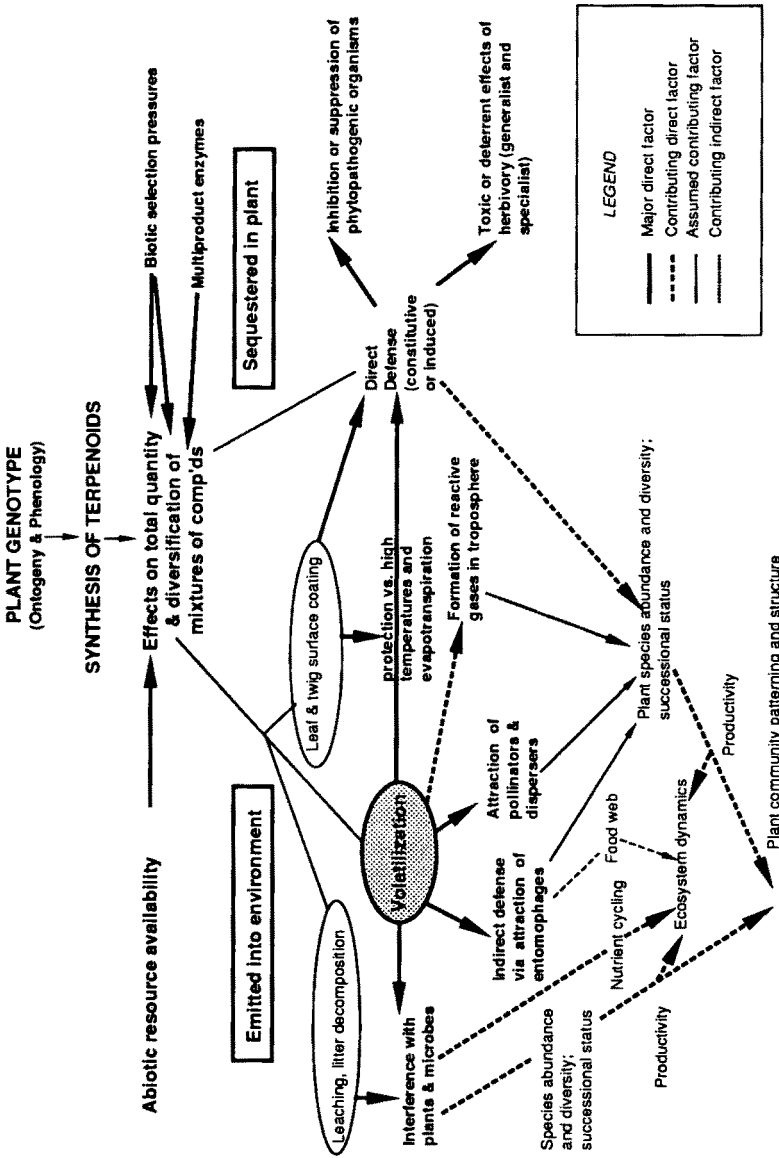 PLANT GENOTYPE
(Ontogeny & Phenology)
SYNTHESIS OF TERPENOIDS
Abiotic resource availability
Effects on total quantity
& diversification of
mixtures of comp'ds
Biotic selection pressures
Multiproduct enzymes
Emitted into environment
Sequestered in plant
Leaching, litter decomposition
Leaf & twig surface coating
Volatilization
protection vs. high
temperatures and
evapotranspiration
Direct
Defense
(constitutive
or induced)
Inhibition or suppression of
phytopathogenic organisms
Toxic or deterrent effects of
herbivory (generalist and
specialist)
Interference with
plants & microbes
Indirect defense
via attraction of
entomophages
Attraction of
pollinators &
dispersers
Formation of reactive
gases in troposphere
Species abundance
and diversity;
successional status
Nutrient cycling
Food web
Plant species abundance and diversity;
successional status
Productivity
Ecosystem dynamics
Productivity
Plant community patterning and structure
LEGEND
Major direct factor
Contributing direct factor
Assumed contributing factor
Contributing indirect factor